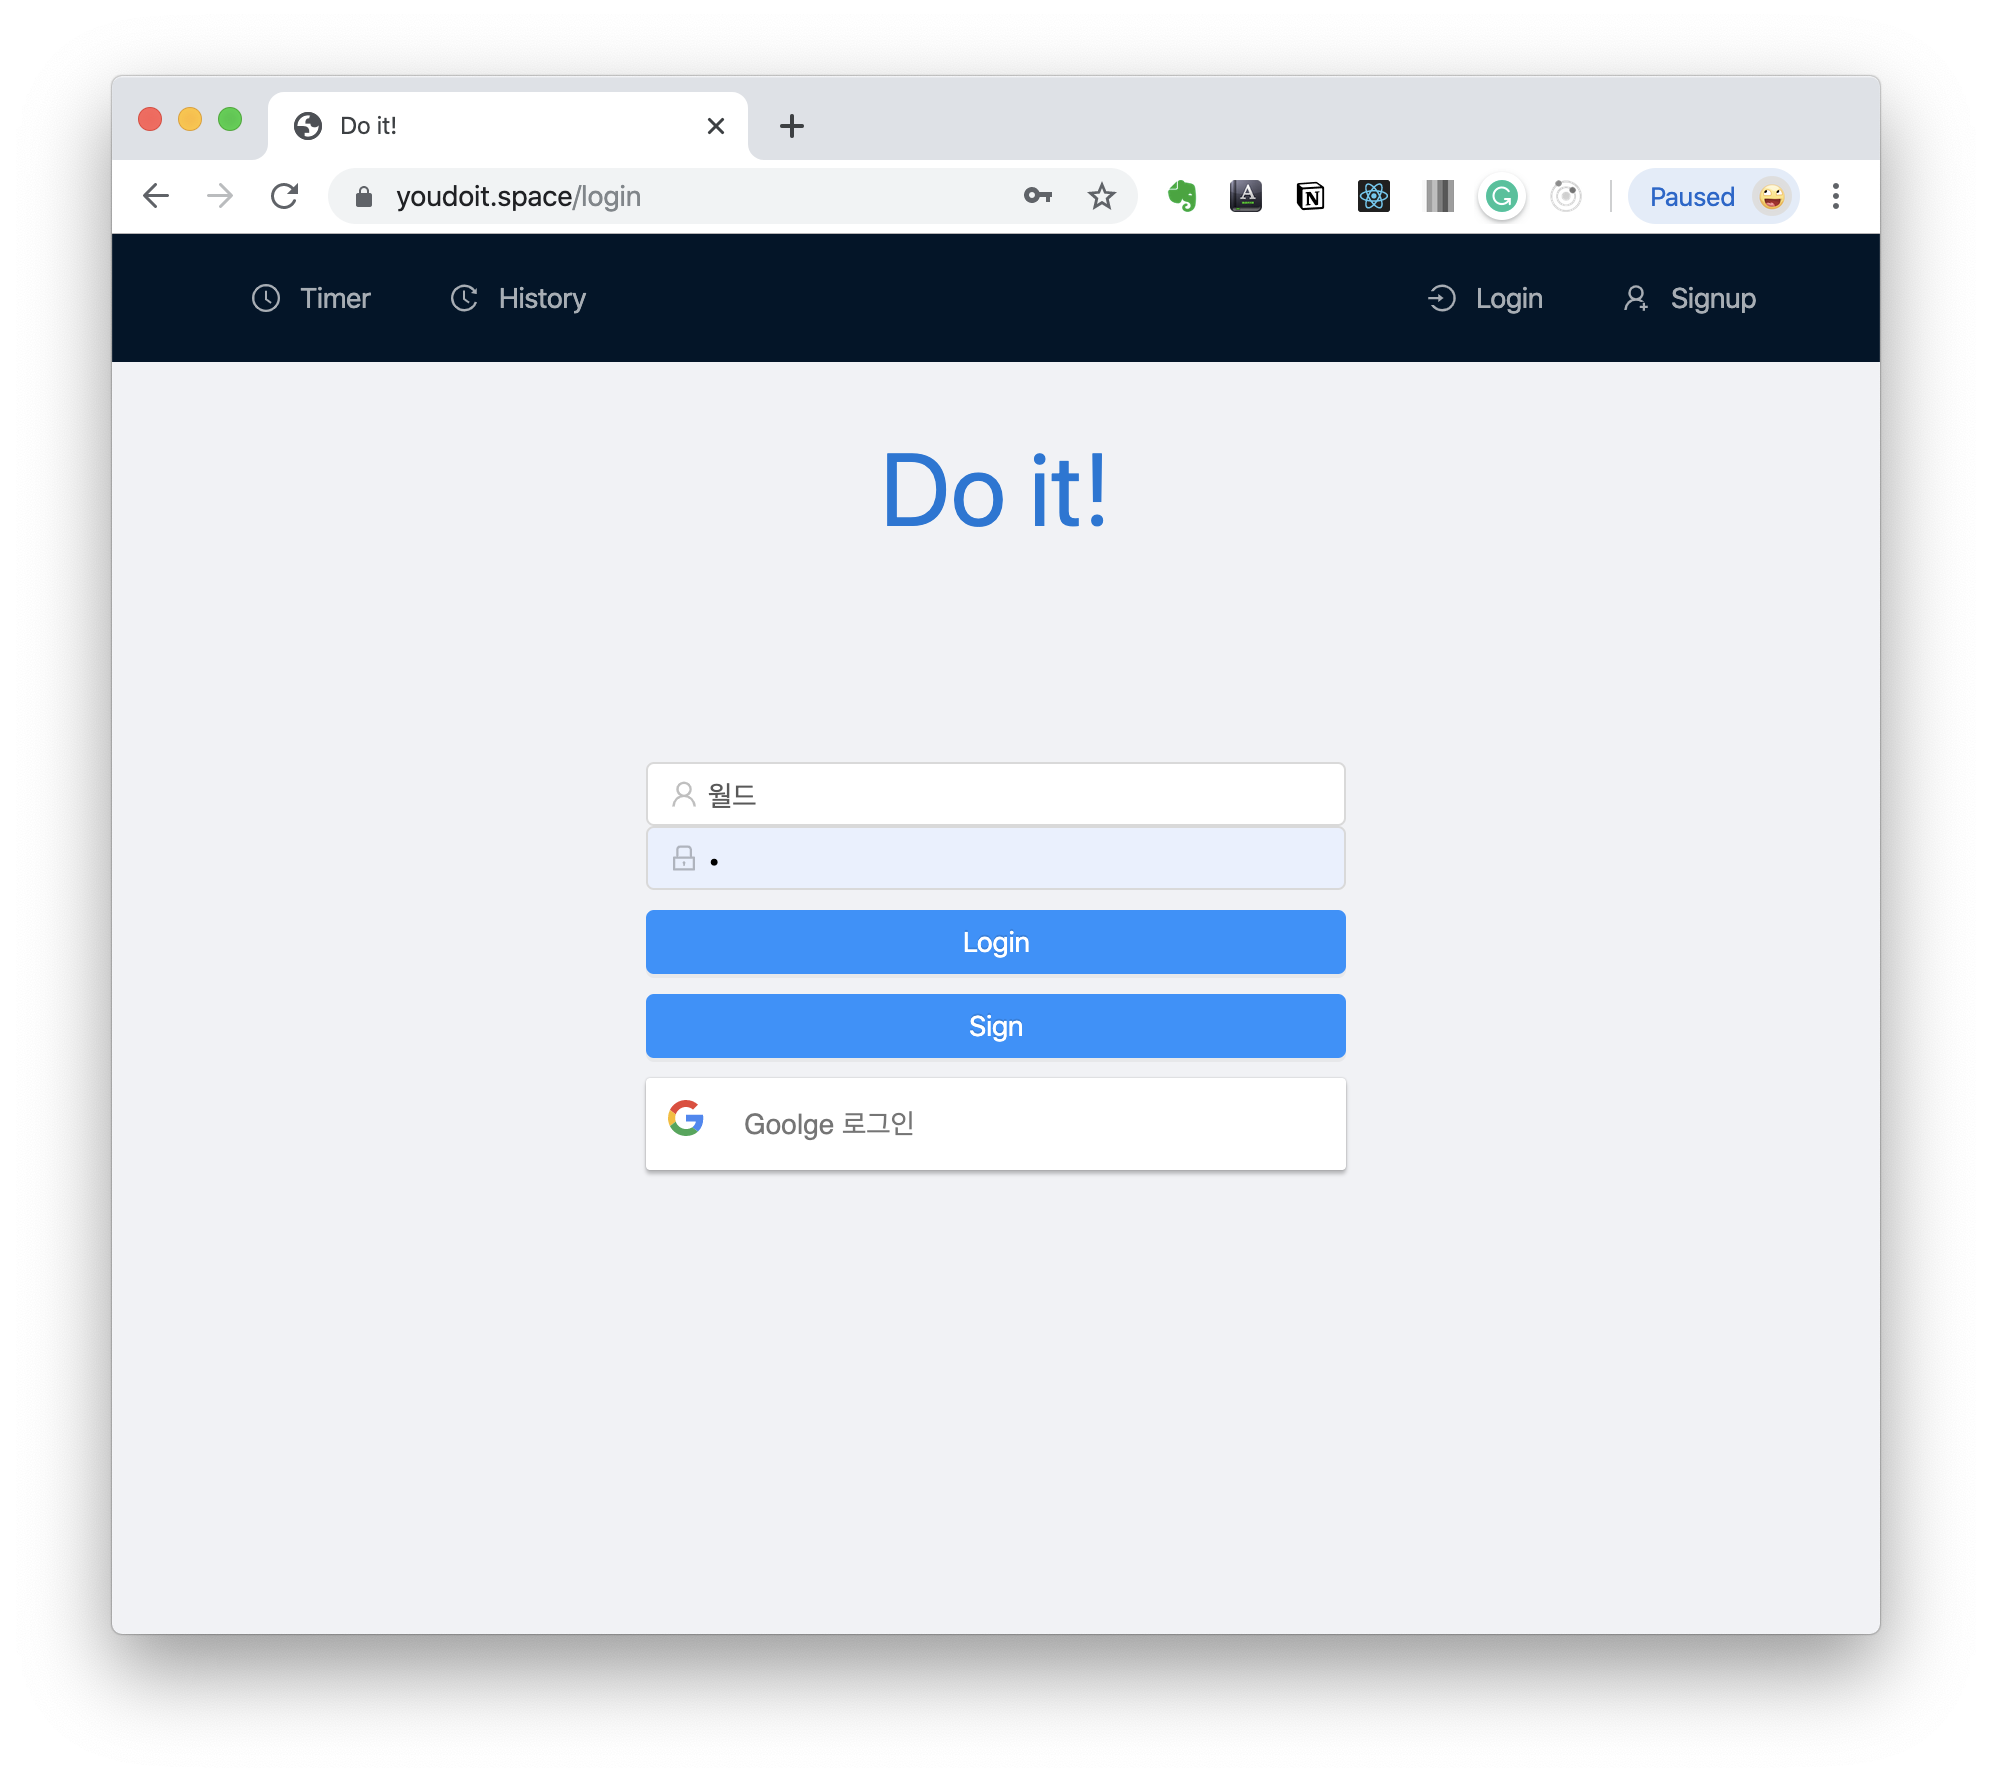 Do it!
youdoit.space/login
Paused
Timer
History
Login
Signup
Do it!
월드
Login
Sign
Goolge 로그인